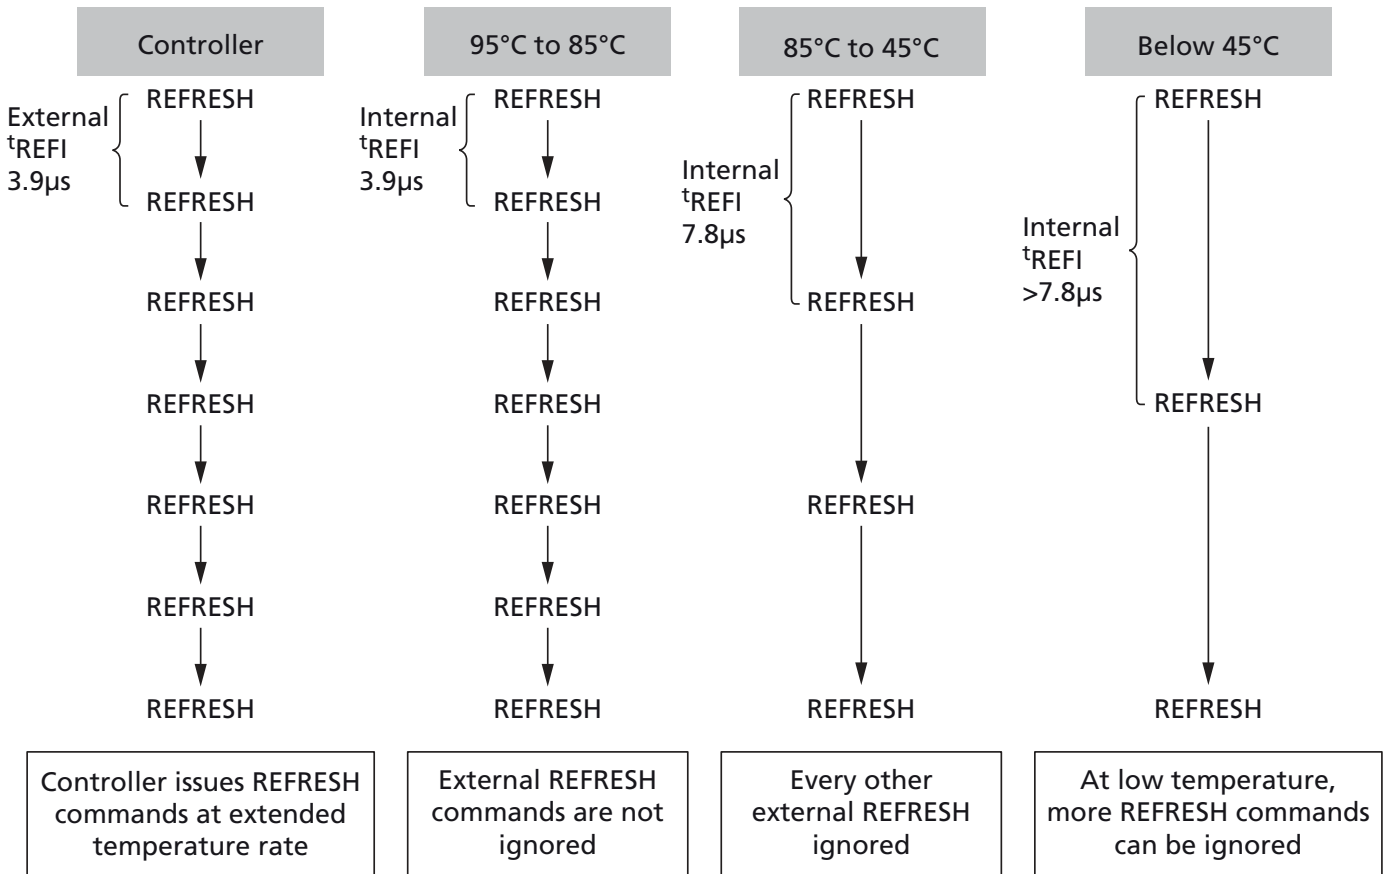 Controller
REFRESH
External
tREFI
3.9µs
REFRESH
REFRESH
REFRESH
REFRESH
REFRESH
REFRESH
Controller issues REFRESH
commands at extended
temperature rate
95°C to 85°C
REFRESH
Internal
tREFI
3.9µs
REFRESH
REFRESH
REFRESH
REFRESH
REFRESH
REFRESH
External REFRESH
commands are not
ignored
85°C to 45°C
REFRESH
Internal
tREFI
7.8µs
REFRESH
REFRESH
REFRESH
Every other
external REFRESH
ignored
Below 45°C
REFRESH
Internal
tREFI
>7.8µs
REFRESH
REFRESH
At low temperature,
more REFRESH commands
can be ignored